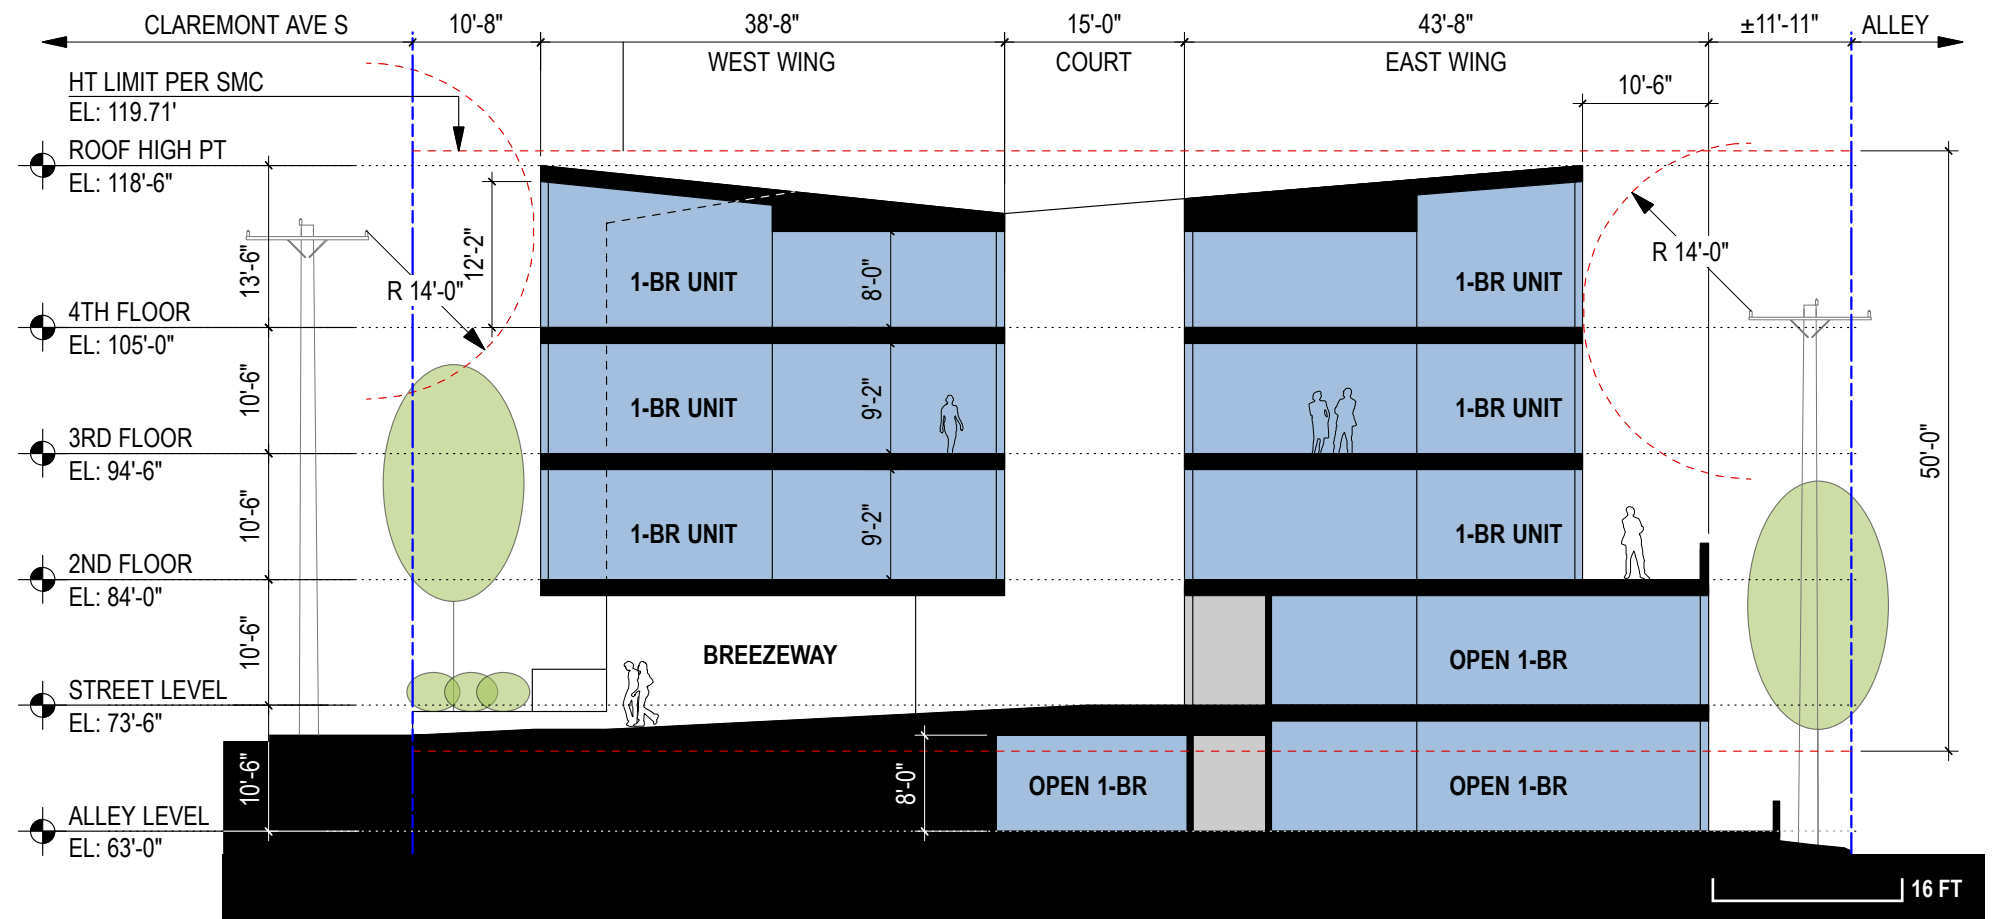 CLAREMONT AVE S
10'-8"
38'-8"
15'-0"
43'-8"
±11'-11"
ALLEY
WEST WING
COURT
EAST WING
HT LIMIT PER SMC
EL: 119.71'
10'-6"
ROOF HIGH PT
EL: 118'-6"
13'-6"
R 14'-0"
12'-2"
1-BR UNIT
8'-0"
1-BR UNIT
R 14'-0"
4TH FLOOR
EL: 105'-0"
10'-6"
1-BR UNIT
9'-2"
1-BR UNIT
50'-0"
3RD FLOOR
EL: 94'-6"
10'-6"
1-BR UNIT
9'-2"
1-BR UNIT
2ND FLOOR
EL: 84'-0"
10'-6"
BREEZEWAY
OPEN 1-BR
STREET LEVEL
EL: 73'-6"
10'-6"
8'-0"
OPEN 1-BR
OPEN 1-BR
ALLEY LEVEL
EL: 63'-0"
16 FT